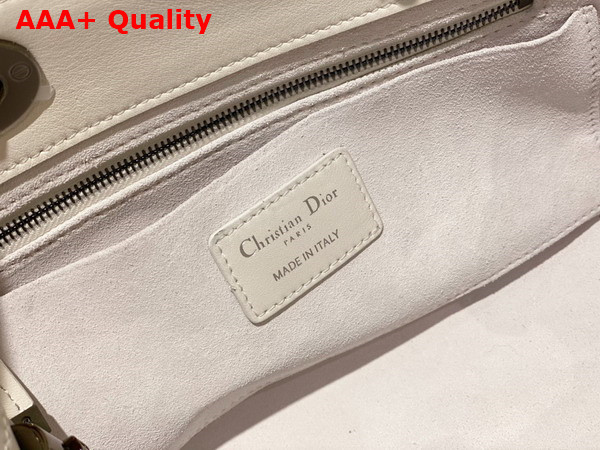 AAA+ Quality
Christian Dior
PARIS
MADE IN ITALY